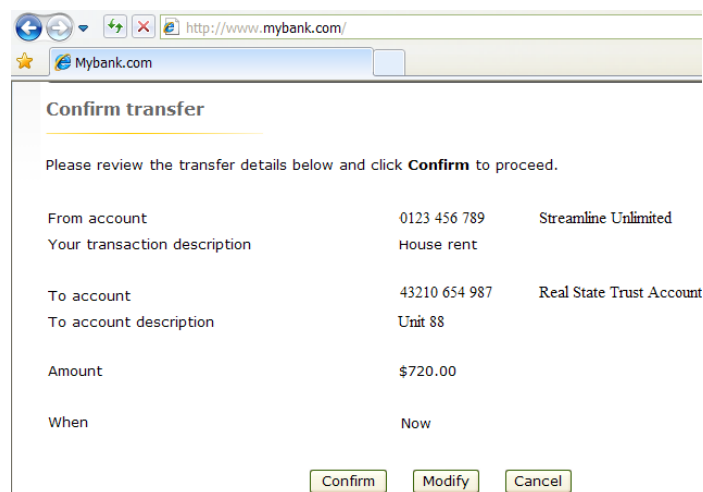 http://www.mybank.com/
Mybank.com
Confirm transfer
Please review the transfer details below and click Confirm to proceed.
From account 0123 456 789 Streamline Unlimited
Your transaction description House rent
To account 43210 654 987 Real State Trust Account
To account description Unit 88
Amount $720.00
When Now
Confirm Modify Cancel